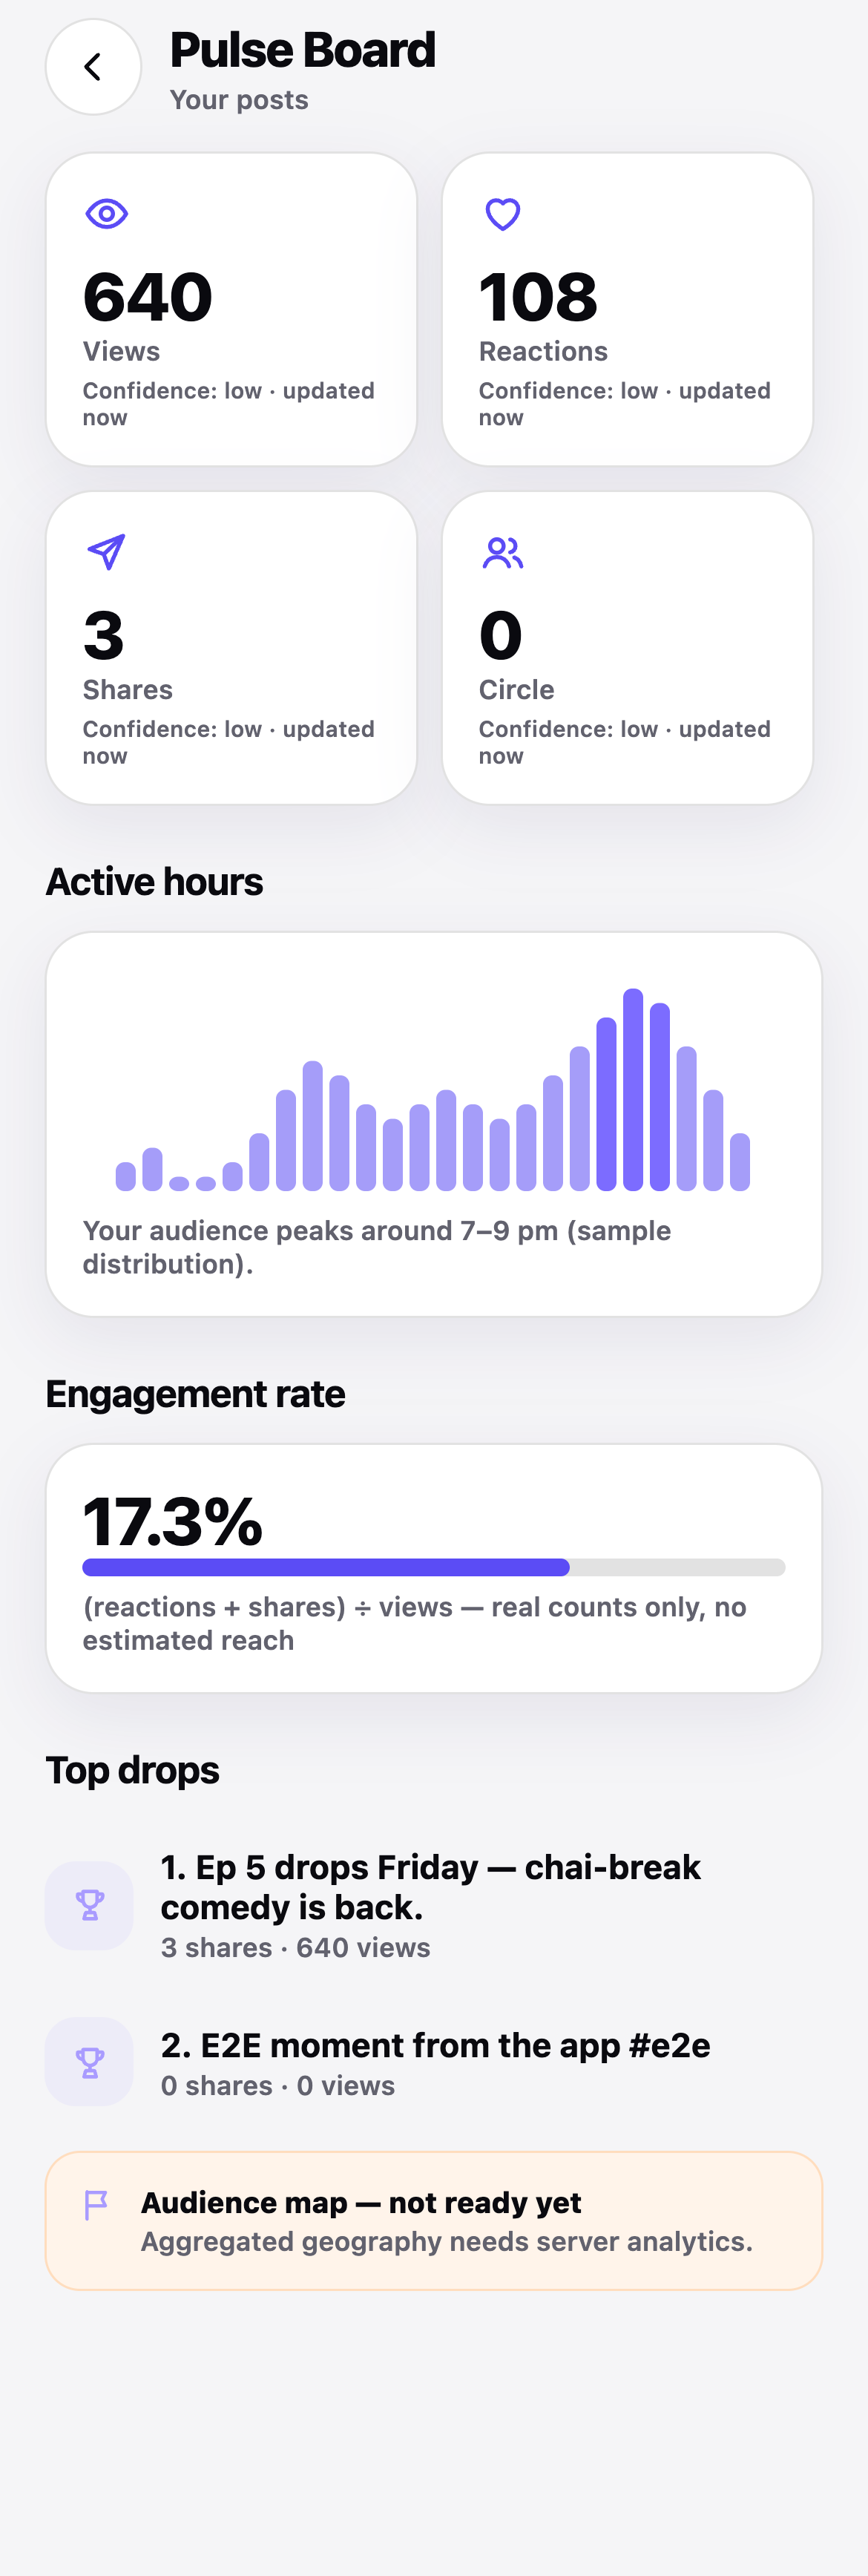 Pulse Board
Your posts
640
Views
Confidence: low · updated
now
108
Reactions
Confidence: low · updated
now
3
Shares
Confidence: low · updated
now
0
Circle
Confidence: low · updated
now
Active hours
Your audience peaks around 7–9 pm (sample
distribution).
Engagement rate
17.3%
(reactions + shares) ÷ views — real counts only, no
estimated reach
Top drops
1. Ep 5 drops Friday — chai-break
comedy is back.
3 shares · 640 views
2. E2E moment from the app #e2e
0 shares · 0 views
Audience map — not ready yet
Aggregated geography needs server analytics.